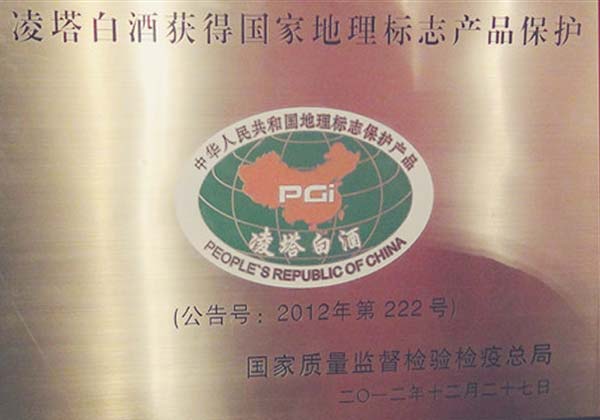 凌塔白酒获得国家地理标志产品保护
中华人民共和国地理标志保护产品
PGi
凌塔白酒
PEOPLE'S REPUBLIC OF CHINA
(公告号：2012年第222号)
国家质量监督检验检疫总局
二〇一二年十二月二十七日